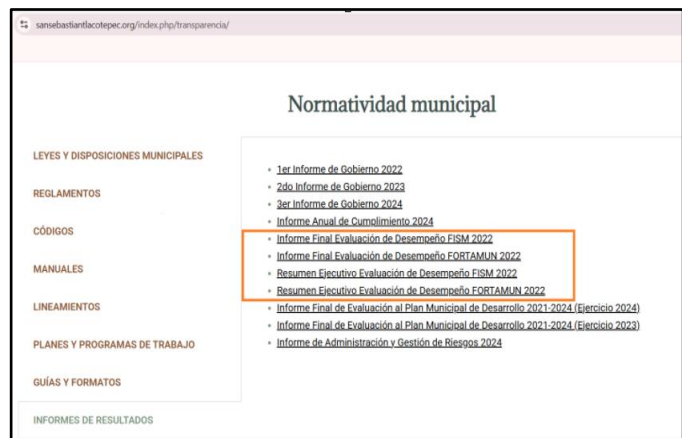 sansebastiantlacotepec.org/index.php/transparencia/
Normatividad municipal
LEYES Y DISPOSICIONES MUNICIPALES
REGLAMENTOS
CÓDIGOS
MANUALES
LINEAMIENTOS
PLANES Y PROGRAMAS DE TRABAJO
GUÍAS Y FORMATOS
INFORMES DE RESULTADOS
1er Informe de Gobierno 2022
2do Informe de Gobierno 2023
3er Informe de Gobierno 2024
Informe Anual de Cumplimiento 2024
Informe Final Evaluación de Desempeño FISM 2022
Informe Final Evaluación de Desempeño FORTAMUN 2022
Resumen Ejecutivo Evaluación de Desempeño FISM 2022
Resumen Ejecutivo Evaluación de Desempeño FORTAMUN 2022
Informe Final de Evaluación al Plan Municipal de Desarrollo 2021-2024 (Ejercicio 2024)
Informe Final de Evaluación al Plan Municipal de Desarrollo 2021-2024 (Ejercicio 2023)
Informe de Administración y Gestión de Riesgos 2024